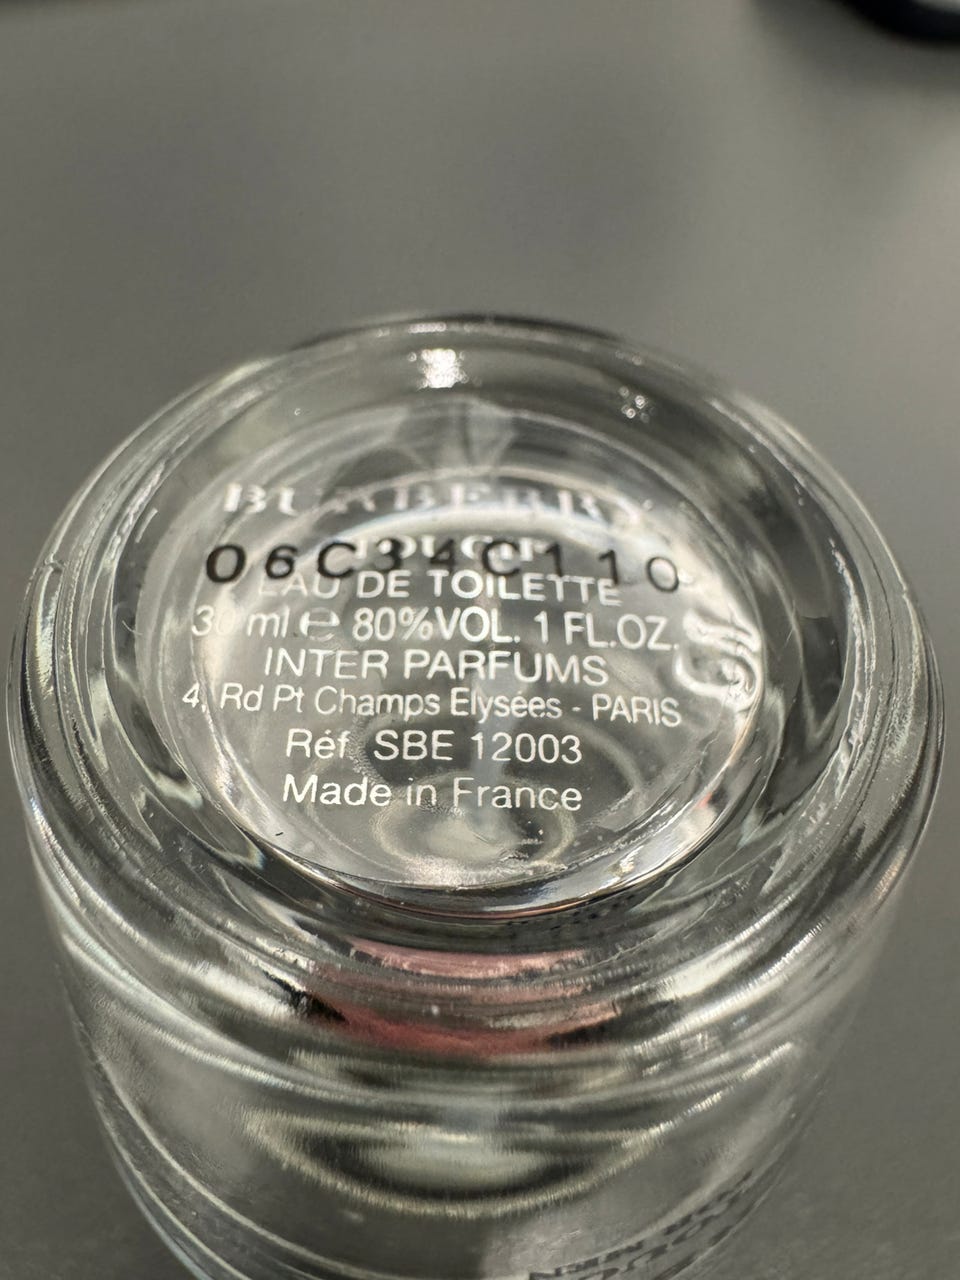 BURBERRY
TOUCH
06C34C110
EAU DE TOILETTE
30 ml e 80%VOL. 1 FL.OZ.
INTER PARFUMS
4, Rd Pt Champs Elysées - PARIS
Réf SBE 12003
Made in France